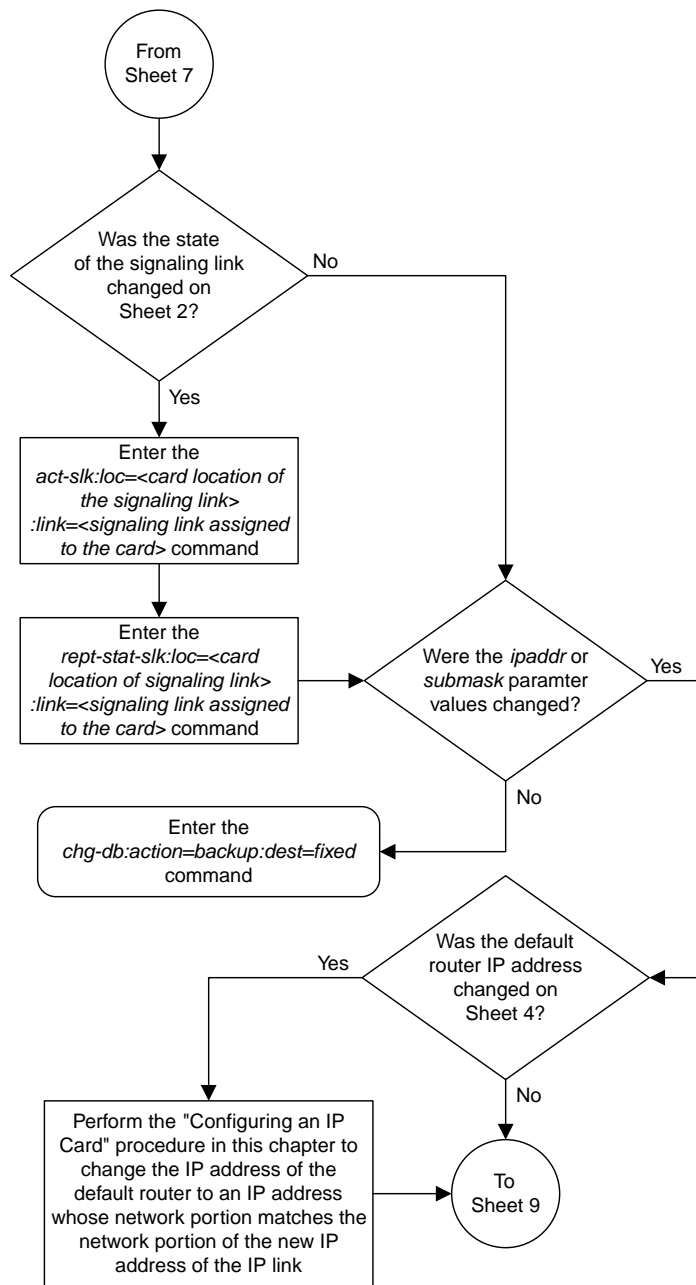 From
Sheet 7
Was the state
of the signaling link
changed on
Sheet 2?
No
Yes
Enter the
act-slk:loc=<card location of
the signaling link>
:link=<signaling link assigned
to the card> command
Enter the
rept-stat-slk:loc=<card
location of signaling link>
:link=<signaling link assigned
to the card> command
Were the ipaddr or
submask paramter
values changed?
Yes
No
Enter the
chg-db:action=backup:dest=fixed
command
Was the default
router IP address
changed on
Sheet 4?
Yes
No
Perform the "Configuring an IP
Card" procedure in this chapter to
change the IP address of the
default router to an IP address
whose network portion matches the
network portion of the new IP
address of the IP link
To
Sheet 9